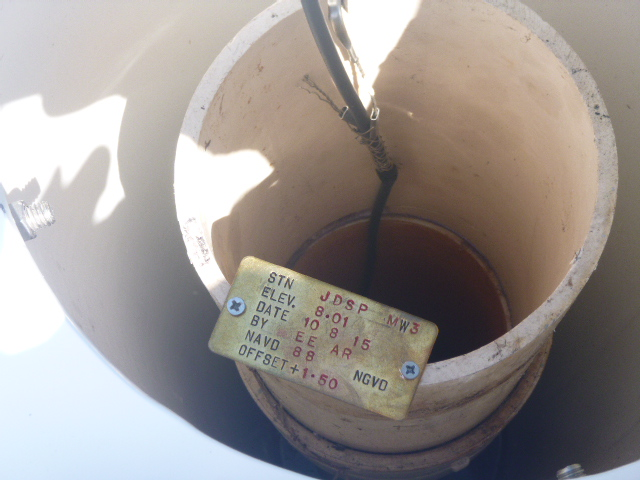 STN JDSP MW3
ELEV. 8.01
DATE 10 8 15
BY EE AR
NAVD 88
OFFSET +1.50 NGVD